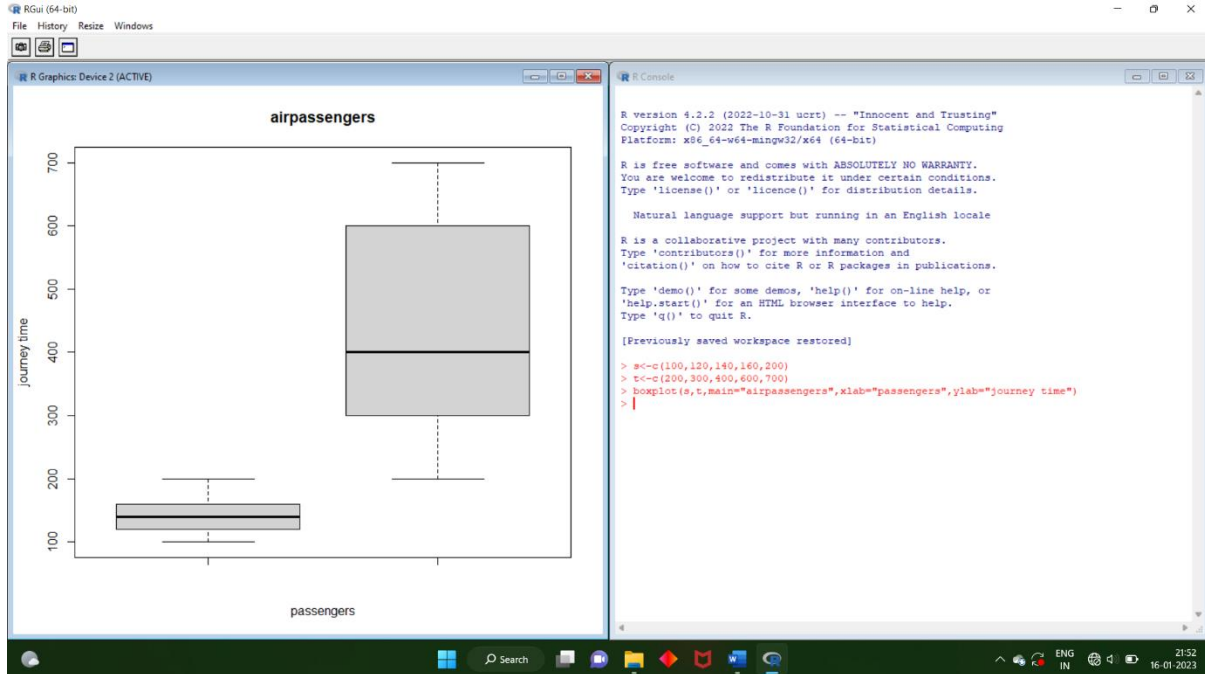 RGui (64-bit)
File History Resize Windows
R Graphics: Device 2 (ACTIVE)
airpassengers
700
600
500
400
300
200
100
journey time
passengers
R Console
R version 4.2.2 (2022-10-31 ucrt) -- "Innocent and Trusting"
Copyright (C) 2022 The R Foundation for Statistical Computing
Platform: x86_64-w64-mingw32/x64 (64-bit)
R is free software and comes with ABSOLUTELY NO WARRANTY.
You are welcome to redistribute it under certain conditions.
Type 'license()' or 'licence()' for distribution details.
Natural language support but running in an English locale
R is a collaborative project with many contributors.
Type 'contributors()' for more information and
'citation()' on how to cite R or R packages in publications.
Type 'demo()' for some demos, 'help()' for on-line help, or
'help.start()' for an HTML browser interface to help.
Type 'q()' to quit R.
[Previously saved workspace restored]
> s<-c(100,120,140,160,200)
> t<-c(200,300,400,600,700)
> boxplot(s,t,main="airpassengers",xlab="passengers",ylab="journey time")
>
Search
ENG
IN
21:52
16-01-2023